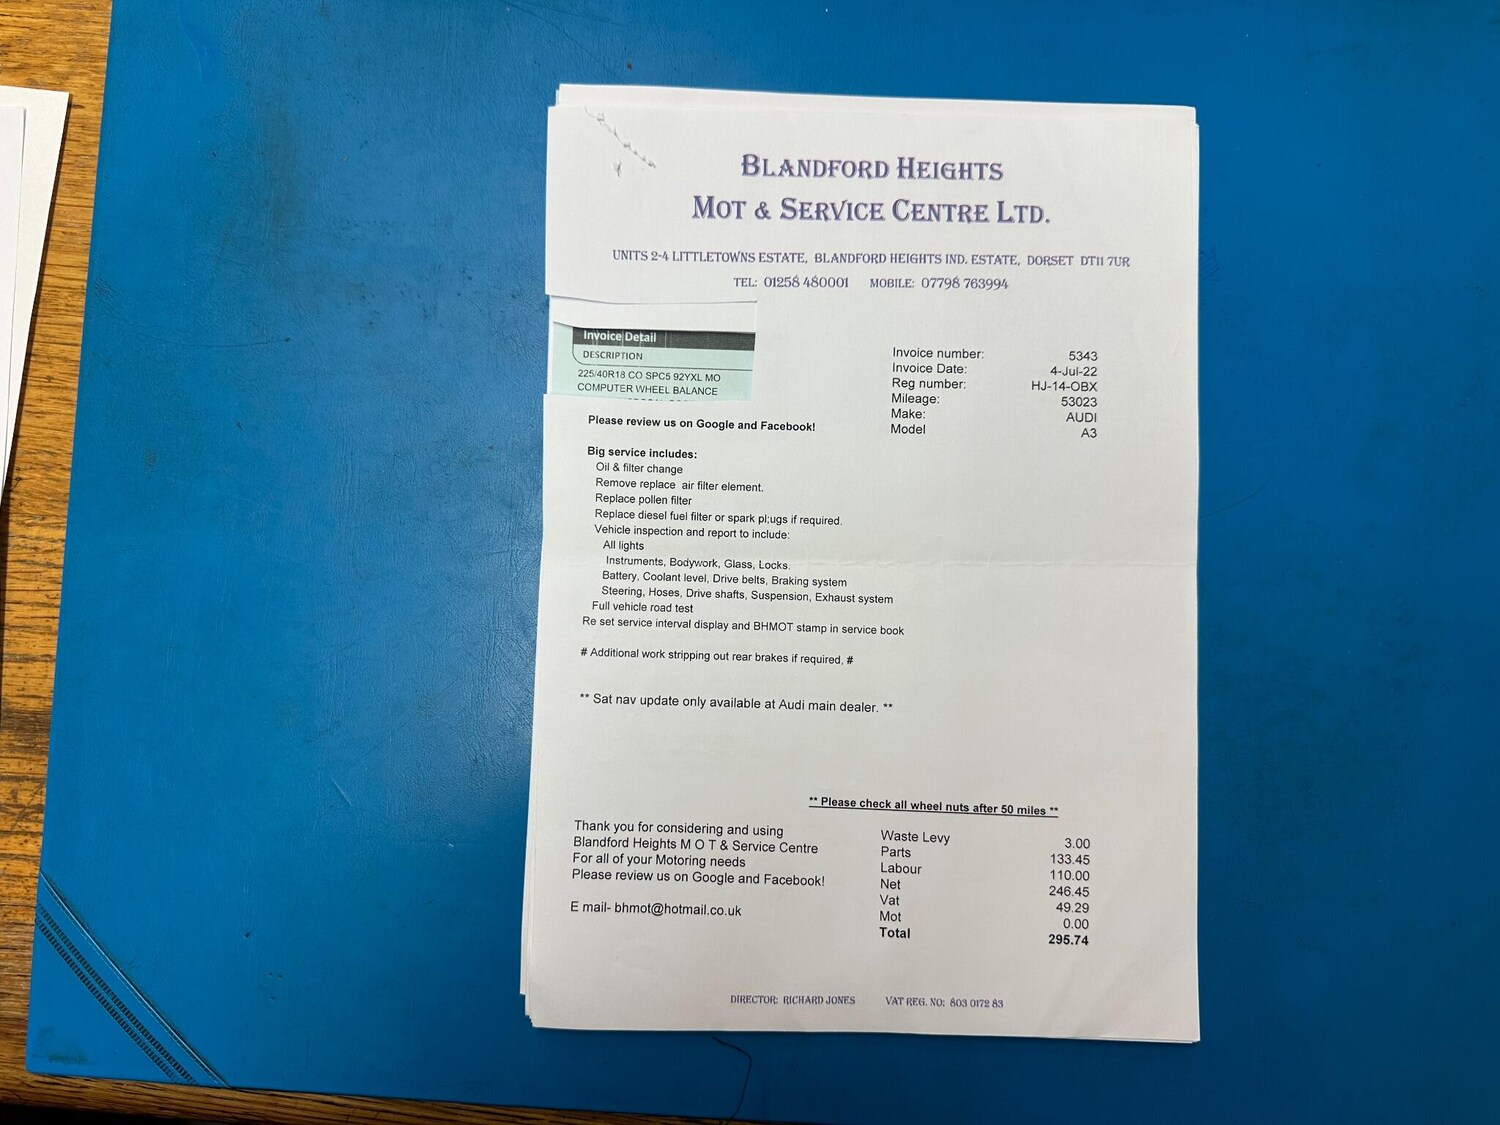 BLANDFORD HEIGHTS
MOT & SERVICE CENTRE LTD.
UNITS 2-4 LITTLETOWNS ESTATE, BLANDFORD HEIGHTS IND. ESTATE, DORSET DT11 7UR
TEL: 01258 480001 MOBILE: 07798 763994
Invoice Detail
DESCRIPTION
225/40R18 CO SPC5 92YXL MO
COMPUTER WHEEL BALANCE
Invoice number: 5343
Invoice Date: 4-Jul-22
Reg number: HJ-14-OBX
Mileage: 53023
Make: AUDI
Model A3
Please review us on Google and Facebook!
Big service includes:
Oil & filter change
Remove replace air filter element.
Replace pollen filter
Replace diesel fuel filter or spark pl;ugs if required.
Vehicle inspection and report to include:
All lights
Instruments, Bodywork, Glass, Locks.
Battery, Coolant level, Drive belts, Braking system
Steering, Hoses, Drive shafts, Suspension, Exhaust system
Full vehicle road test
Re set service interval display and BHMOT stamp in service book
# Additional work stripping out rear brakes if required, #
** Sat nav update only available at Audi main dealer. **
** Please check all wheel nuts after 50 miles **
Thank you for considering and using
Blandford Heights M O T & Service Centre
For all of your Motoring needs
Please review us on Google and Facebook!
E mail- bhmot@hotmail.co.uk
Waste Levy 3.00
Parts 133.45
Labour 110.00
Net 246.45
Vat 49.29
Mot 0.00
Total 295.74
DIRECTOR: RICHARD JONES VAT REG. NO: 803 0172 83